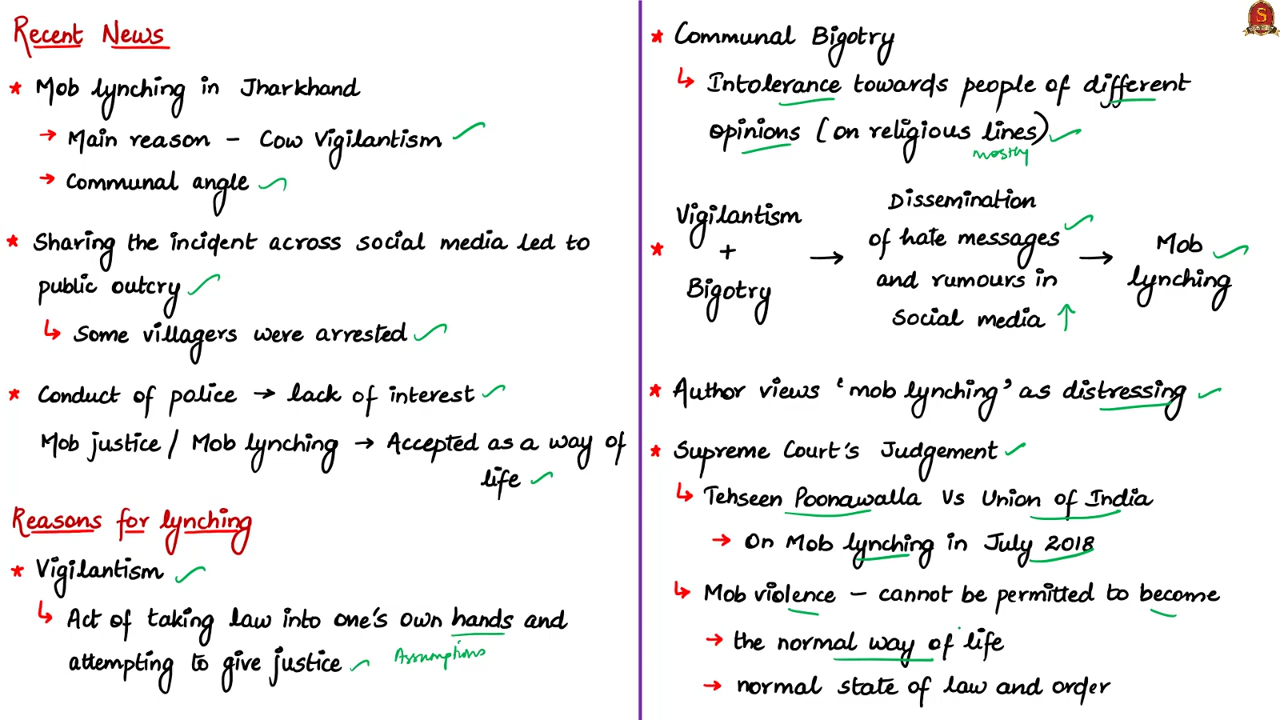 Recent News
* Mob lynching in Jharkhand
→ Main reason - Cow Vigilantism
→ Communal angle
* Sharing the incident across social media led to
public outcry
↳ Some villagers were arrested
* Conduct of police → lack of interest
Mob justice / Mob lynching → Accepted as a way of
life
Reasons for lynching
* Vigilantism
↳ Act of taking law into one's own hands and
attempting to give justice
Assumptions
* Communal Bigotry
↳ Intolerance towards people of different
opinions (on religious lines)
mostly
* Vigilantism + Bigotry → Dissemination
of hate messages
and rumours in
social media ↑ → Mob
lynching
* Author views 'mob lynching' as distressing
* Supreme Court's Judgement
↳ Tehseen Poonawalla Vs Union of India
→ On Mob lynching in July 2018
↳ Mob violence - cannot be permitted to become
→ the normal way of life
→ normal state of law and order
S